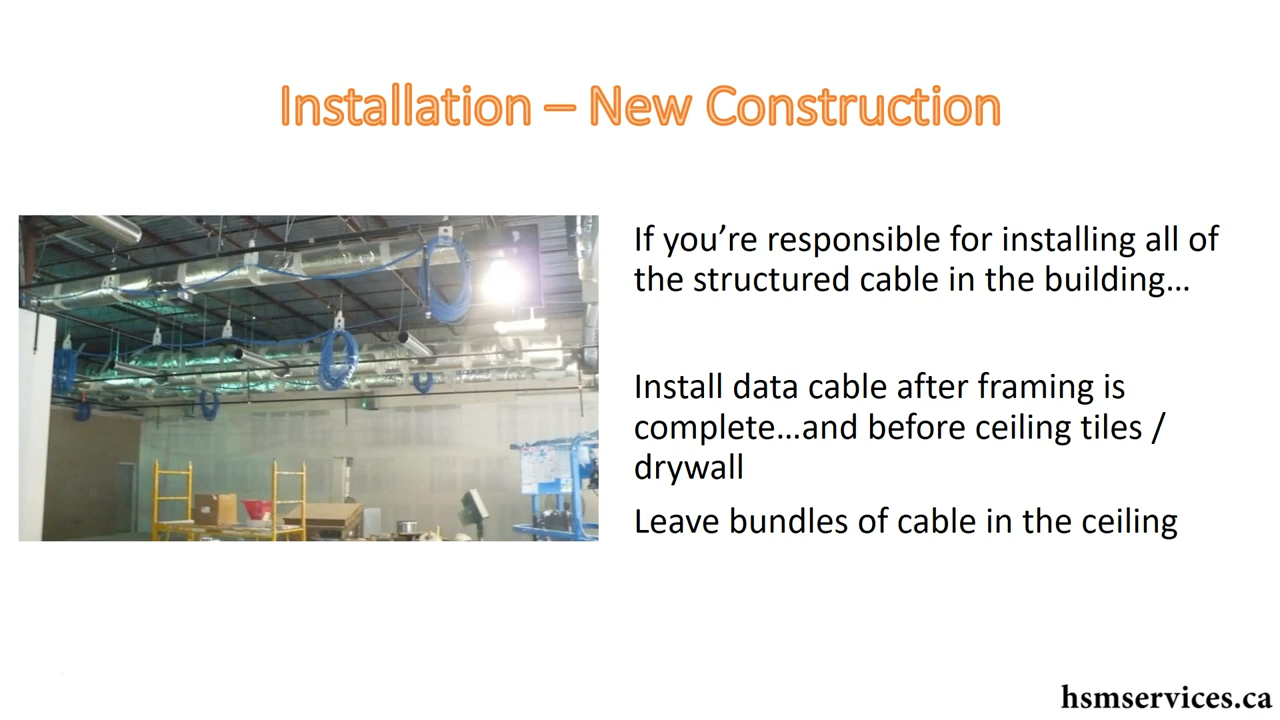 Installation – New Construction
If you’re responsible for installing all of
the structured cable in the building…
Install data cable after framing is
complete…and before ceiling tiles /
drywall
Leave bundles of cable in the ceiling
hsmservices.ca